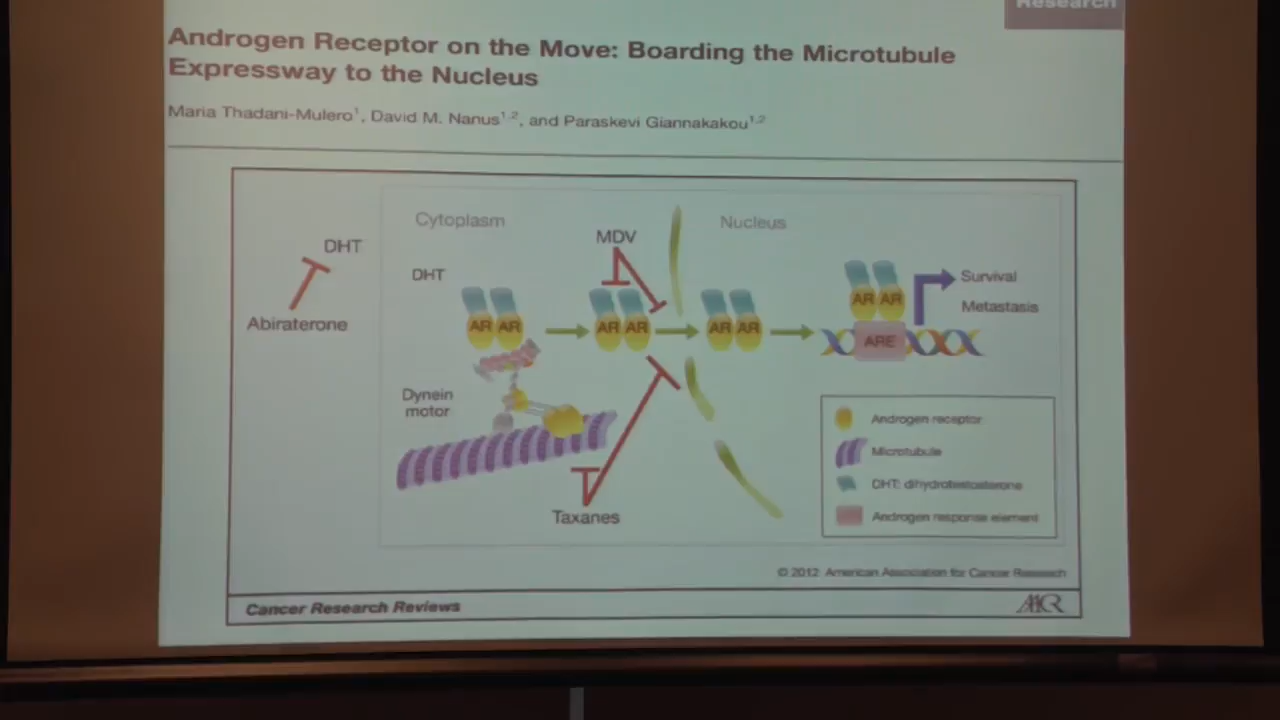 Research
Androgen Receptor on the Move: Boarding the Microtubule
Expressway to the Nucleus
Maria Thadani-Mulero1, David M. Nanus1,2, and Paraskevi Giannakakou1,2
Cytoplasm
Nucleus
MDV
DHT
DHT
Abiraterone
AR AR
AR AR
AR AR
AR AR
ARE
Survival
Metastasis
Dynein
motor
Taxanes
Androgen receptor
Microtubule
DHT: dihydrotestosterone
Androgen response element
© 2012 American Association for Cancer Research
Cancer Research Reviews
AACR